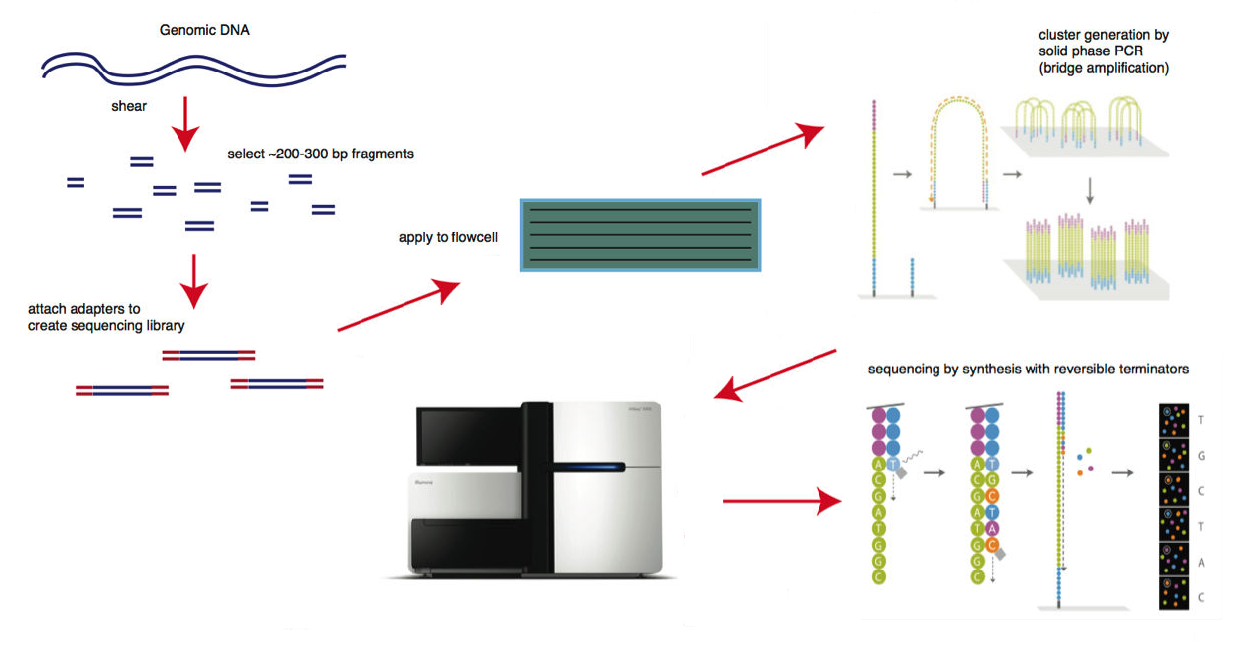 Genomic DNA
shear
select ~200-300 bp fragments
attach adapters to
create sequencing library
apply to flowcell
cluster generation by
solid phase PCR
(bridge amplification)
sequencing by synthesis with reversible terminators
A T
C
G
A
T
G
G
C
A T
C G
G C
A T
T A
G C
G
C
T
G
C
T
A
C